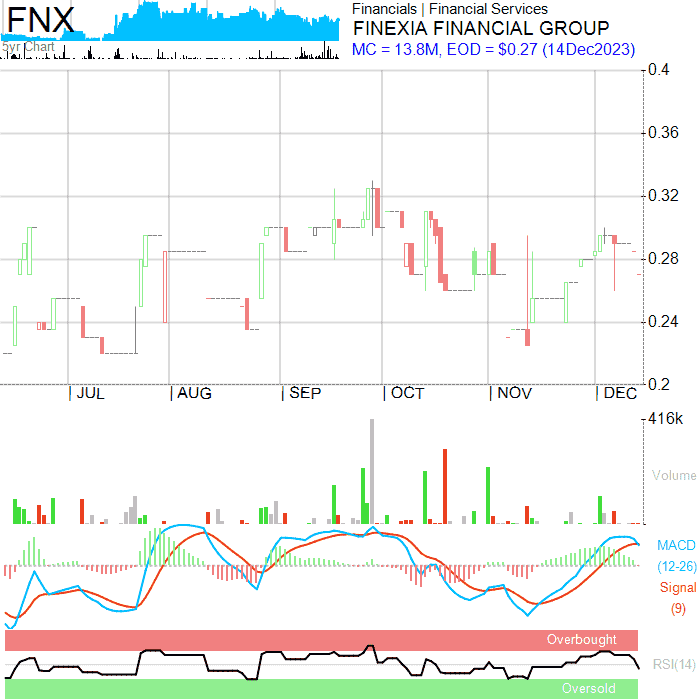 FNX
5yr Chart
Financials | Financial Services
FINEXIA FINANCIAL GROUP
MC = 13.8M, EOD = $0.27 (14Dec2023)
0.4
0.36
0.32
0.28
0.24
0.2
JUL AUG SEP OCT NOV DEC
416k
Volume
MACD
(12-26)
Signal
(9)
Overbought
RSI(14)
Oversold